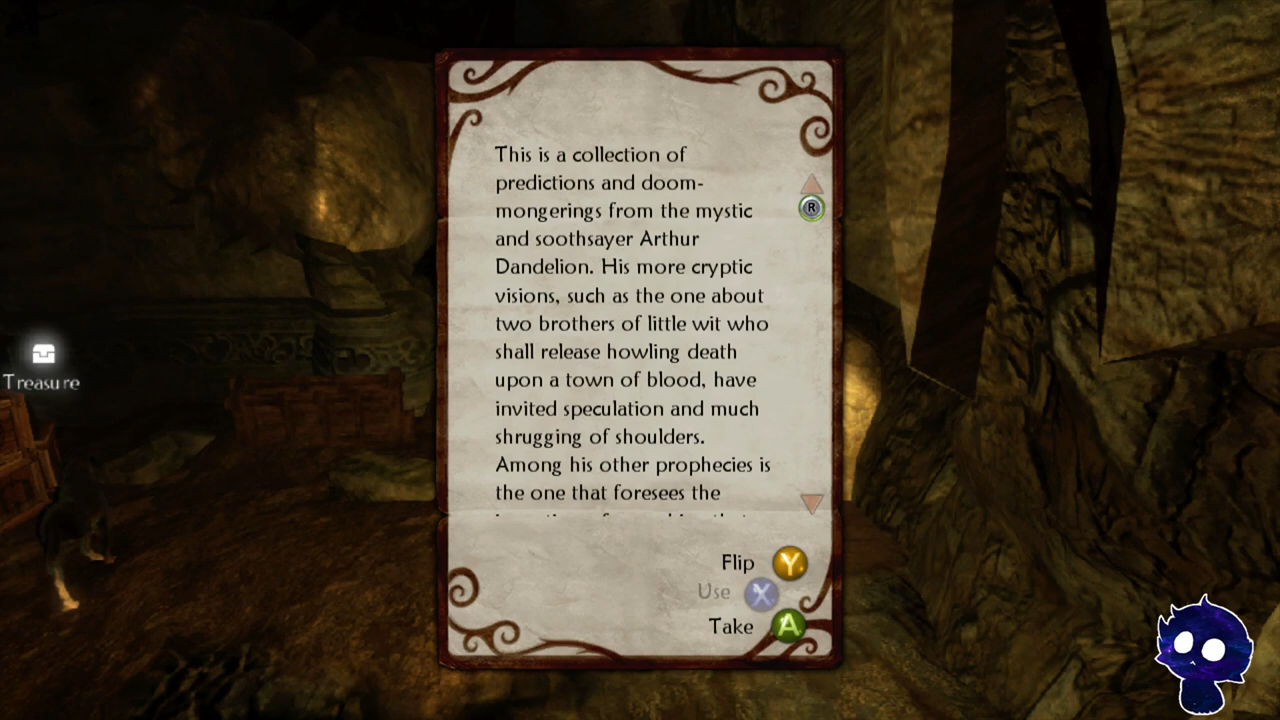 This is a collection of
predictions and doom-
mongerings from the mystic
and soothsayer Arthur
Dandelion. His more cryptic
visions, such as the one about
two brothers of little wit who
shall release howling death
upon a town of blood, have
invited speculation and much
shrugging of shoulders.
Among his other prophecies is
the one that foresees the
R
Treasure
Flip Y
Use X
Take A